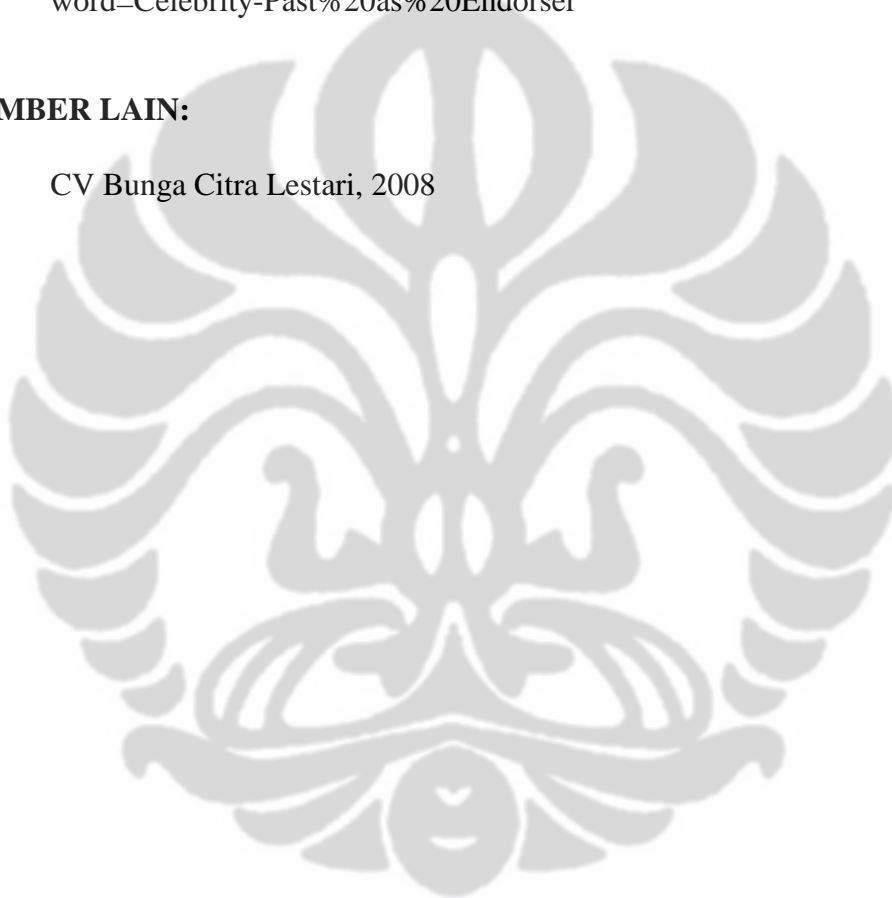 word=Celebrity-Past%20as%20Endorser
MBER LAIN:
CV Bunga Citra Lestari, 2008